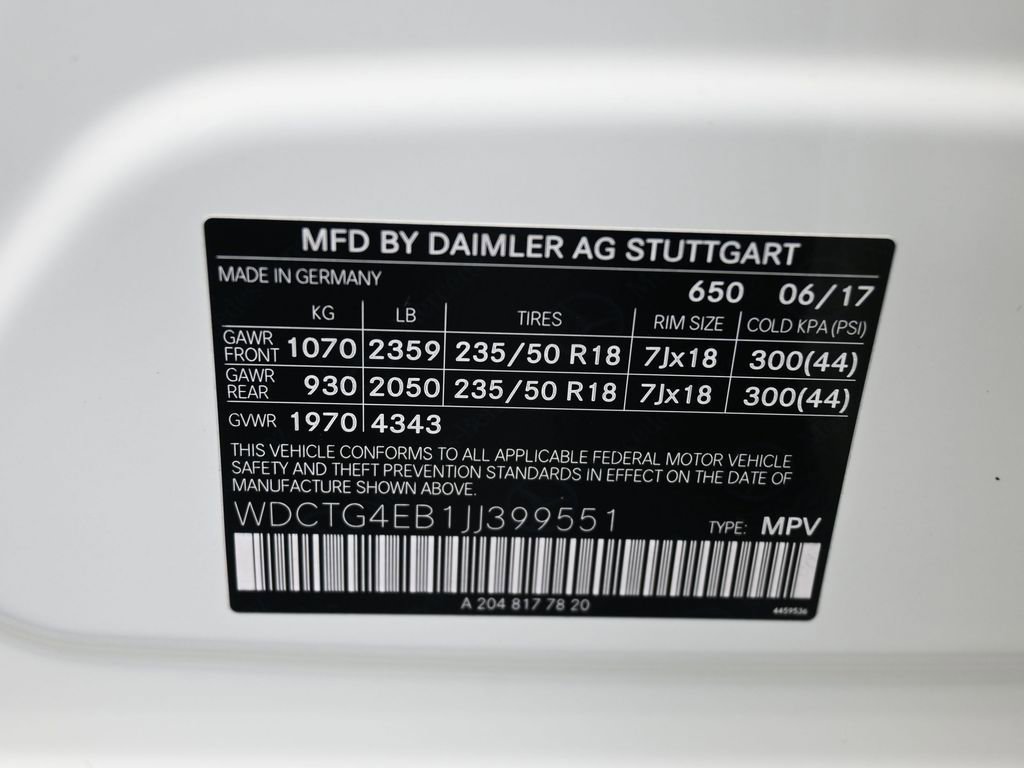 MFD BY DAIMLER AG STUTTGART
MADE IN GERMANY
650 06/17
KG LB TIRES RIM SIZE COLD KPA (PSI)
GAWR FRONT 1070 2359 235/50 R18 7Jx18 300(44)
GAWR REAR 930 2050 235/50 R18 7Jx18 300(44)
GVWR 1970 4343
THIS VEHICLE CONFORMS TO ALL APPLICABLE FEDERAL MOTOR VEHICLE
SAFETY AND THEFT PREVENTION STANDARDS IN EFFECT ON THE DATE OF
MANUFACTURE SHOWN ABOVE.
WDCTG4EB1JJ399551 TYPE: MPV
A 204 817 78 20
4459536